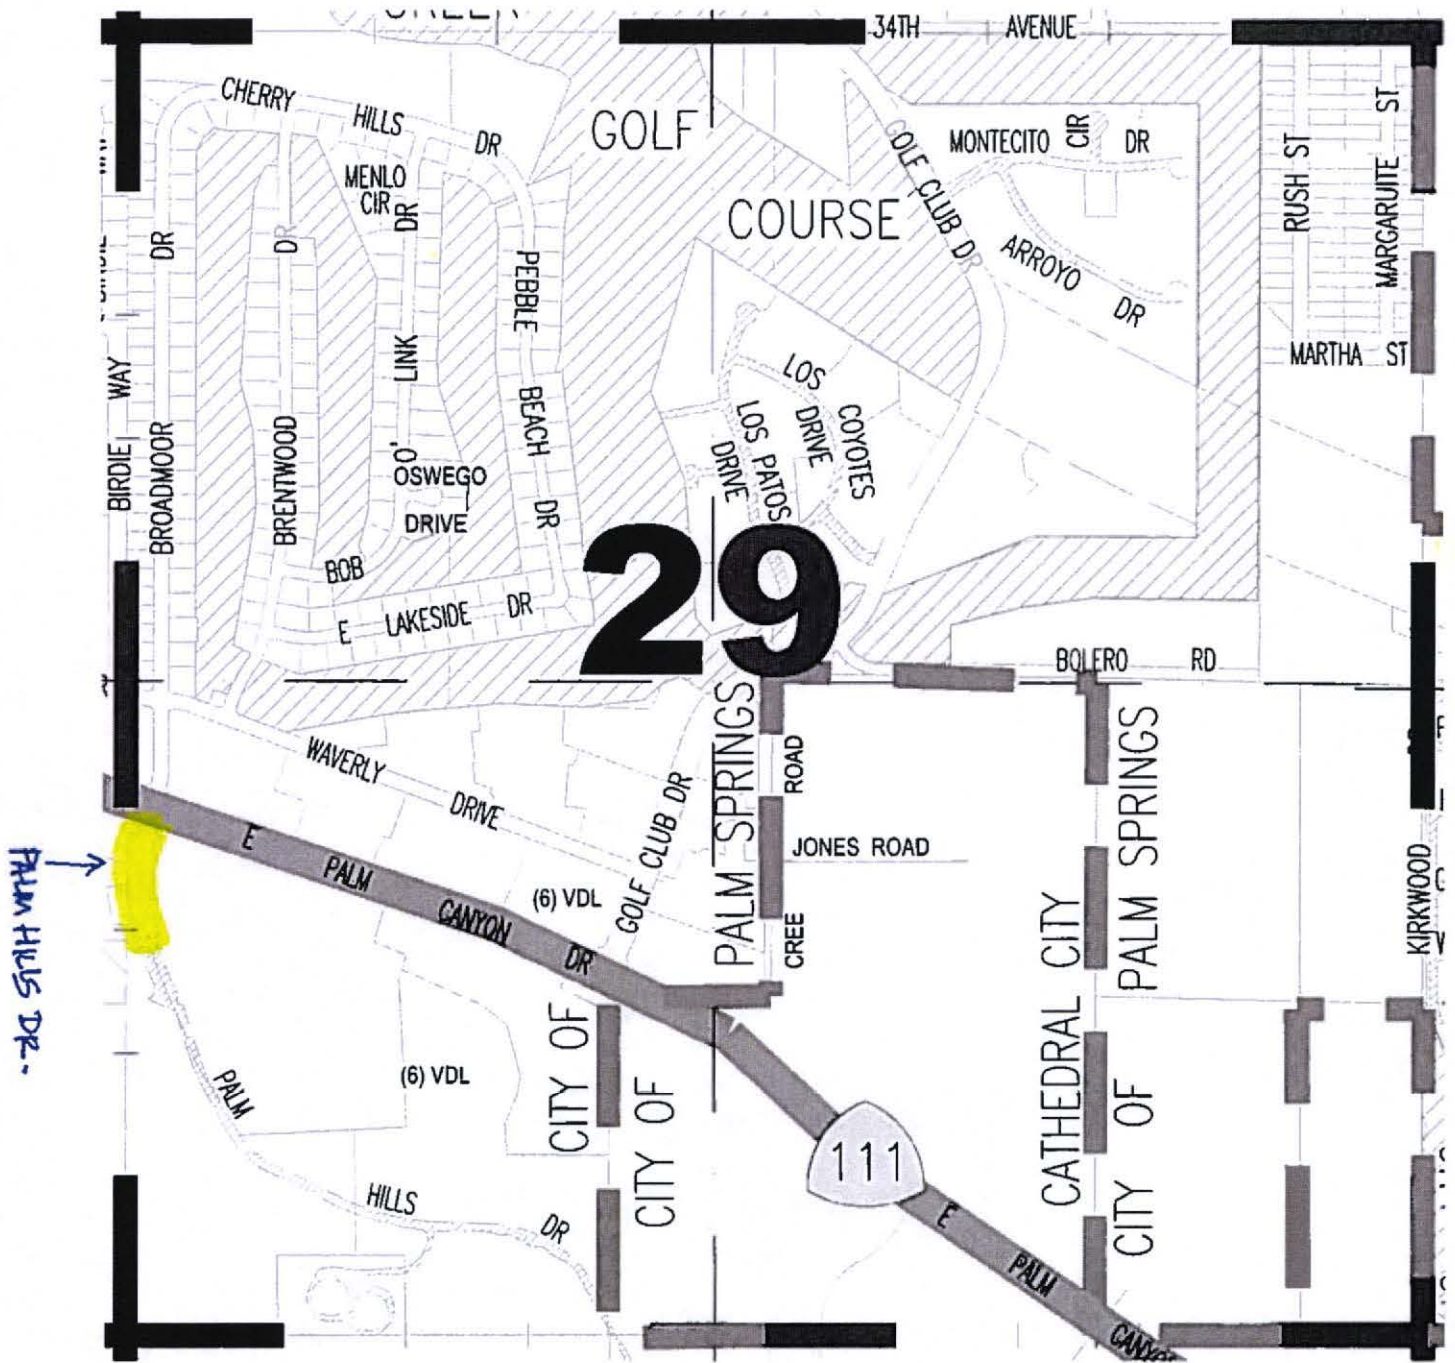 34TH AVENUE
CHERRY HILLS DR
GOLF
COURSE
MONTECITO DR
CIR
GOLF CLUB DR
ARROYO DR
RUSH ST
MARGARUITE ST
MARTHA ST
MENLO
CIR
BOB O' LINK DR
PEBBLE BEACH DR
BIRDIE WAY
BROADMOOR DR
BRENTWOOD DR
OSWEGO
DRIVE
LOS COYOTES
DRIVE
LOS PATOS
DRIVE
E LAKESIDE DR
29
BOLERO RD
WAVERLY DRIVE
GOLF CLUB DR
PALM SPRINGS
CREE ROAD
JONES ROAD
PALM SPRINGS
CATHEDRAL CITY
KIRKWOOD
E PALM CANYON DR
(6) VDL
PALM HILLS DR.
(6) VDL
CITY OF
CITY OF
CITY OF
PALM HILLS DR
111
E PALM